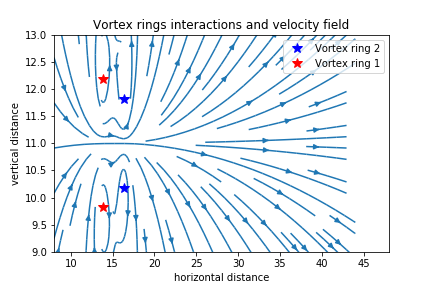 Vortex rings interactions and velocity field
Vortex ring 2
Vortex ring 1
vertical distance
13.0
12.5
12.0
11.5
11.0
10.5
10.0
9.5
9.0
10 15 20 25 30 35 40 45
horizontal distance